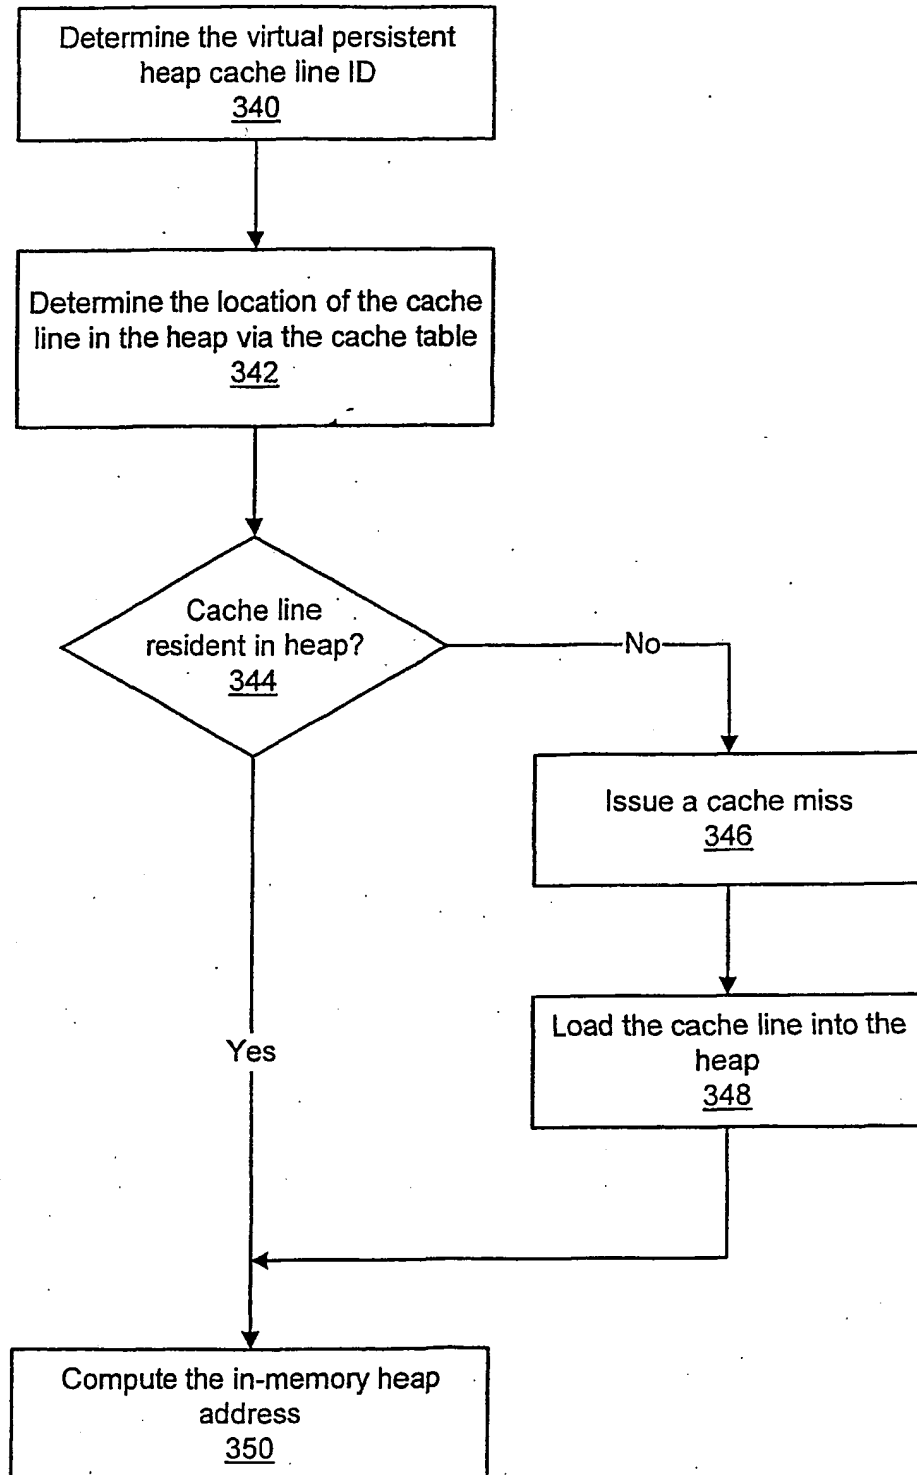 Determine the virtual persistent
heap cache line ID
340
Determine the location of the cache
line in the heap via the cache table
342
Cache line
resident in heap?
344
No
Issue a cache miss
346
Load the cache line into the
heap
348
Yes
Compute the in-memory heap
address
350